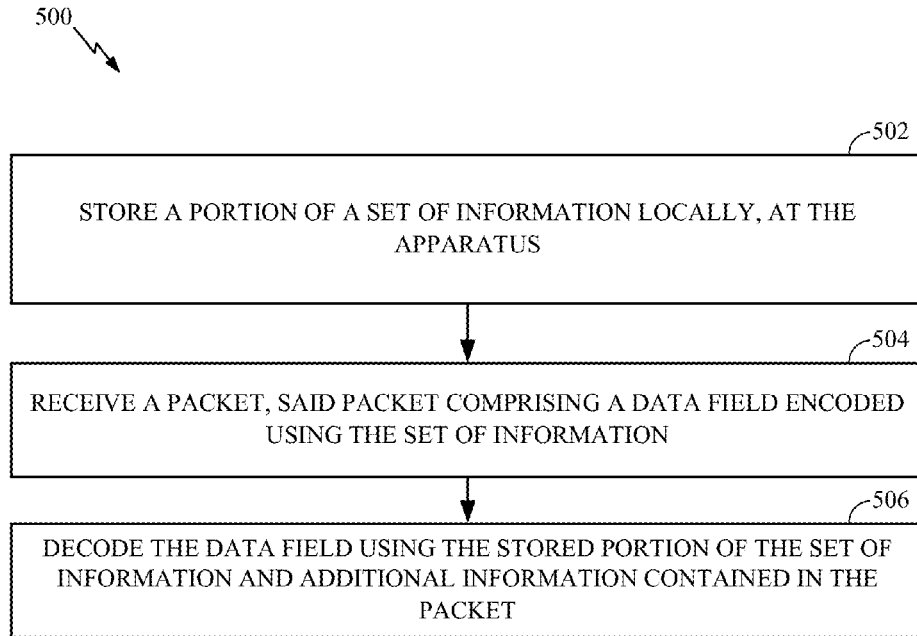 500
502
STORE A PORTION OF A SET OF INFORMATION LOCALLY, AT THE
APPARATUS
504
RECEIVE A PACKET, SAID PACKET COMPRISING A DATA FIELD ENCODED
USING THE SET OF INFORMATION
506
DECODE THE DATA FIELD USING THE STORED PORTION OF THE SET OF
INFORMATION AND ADDITIONAL INFORMATION CONTAINED IN THE
PACKET